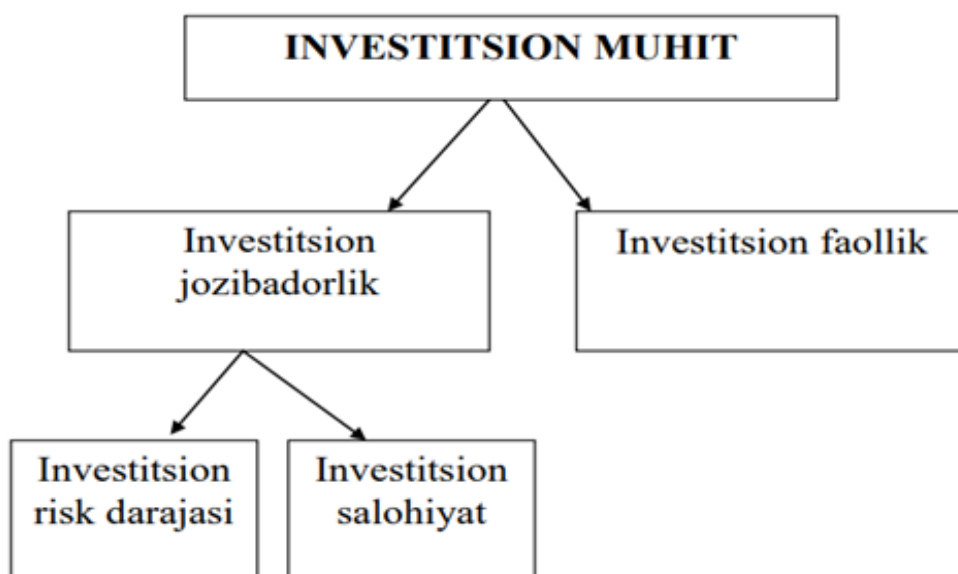 INVESTITSION MUHIT
Investitsion
jozibadorlik
Investitsion faollik
Investitsion
risk darajasi
Investitsion
salohiyat